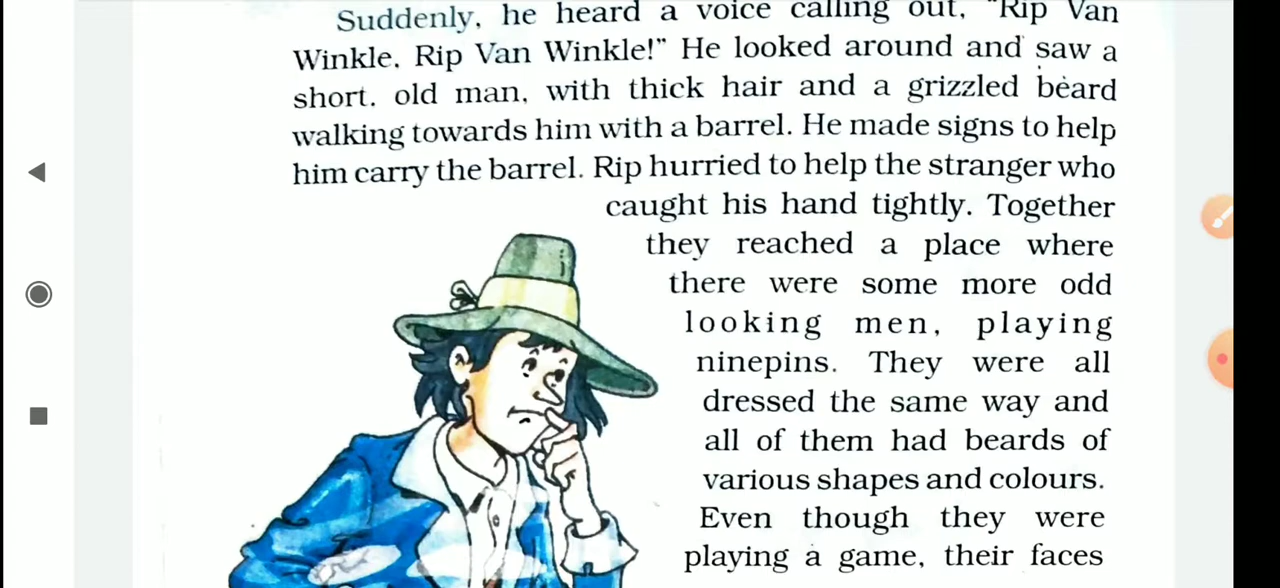 Suddenly, he heard a voice calling out, "Rip Van
Winkle, Rip Van Winkle!" He looked around and saw a
short, old man, with thick hair and a grizzled beard
walking towards him with a barrel. He made signs to help
him carry the barrel. Rip hurried to help the stranger who
caught his hand tightly. Together
they reached a place where
there were some more odd
looking men, playing
ninepins. They were all
dressed the same way and
all of them had beards of
various shapes and colours.
Even though they were
playing a game, their faces